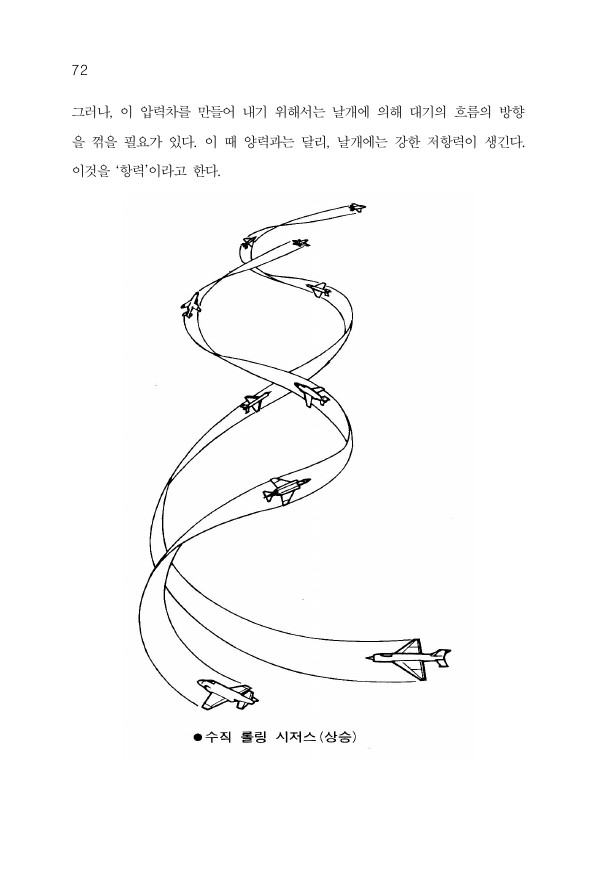 72
그러나, 이 압력차를 만들어 내기 위해서는 날개에 의해 대기의 흐름의 방향
을 꺾을 필요가 있다. 이 때 양력과는 달리, 날개에는 강한 저항력이 생긴다.
이것을 ‘항력’이라고 한다.
●수직 롤링 시저스(상승)